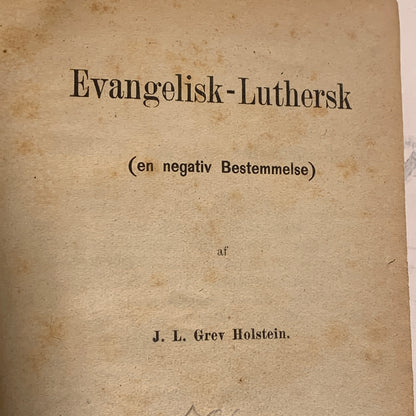 Evangelisk-Luthersk
(en negativ Bestemmelse)
af
J. L. Grev Holstein.